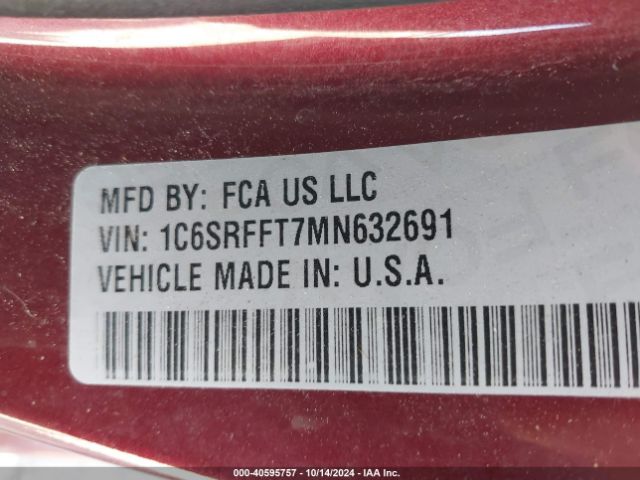 MFD BY: FCA US LLC
VIN: 1C6SRFFT7MN632691
VEHICLE MADE IN: U.S.A.
000-40595757 - 10/14/2024 - IAA Inc.